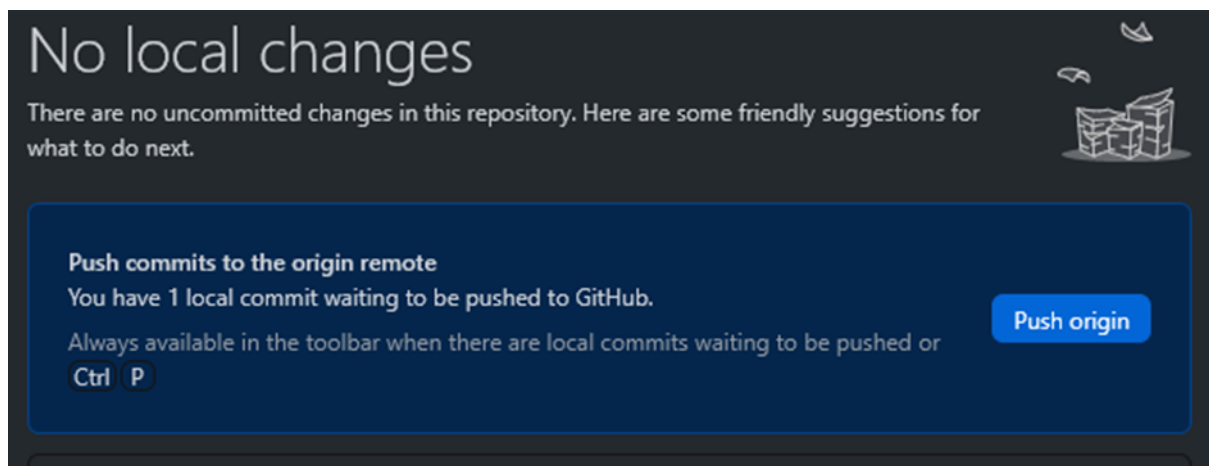 No local changes
There are no uncommitted changes in this repository. Here are some friendly suggestions for
what to do next.
Push commits to the origin remote
You have 1 local commit waiting to be pushed to GitHub.
Push origin
Always available in the toolbar when there are local commits waiting to be pushed or
Ctrl P